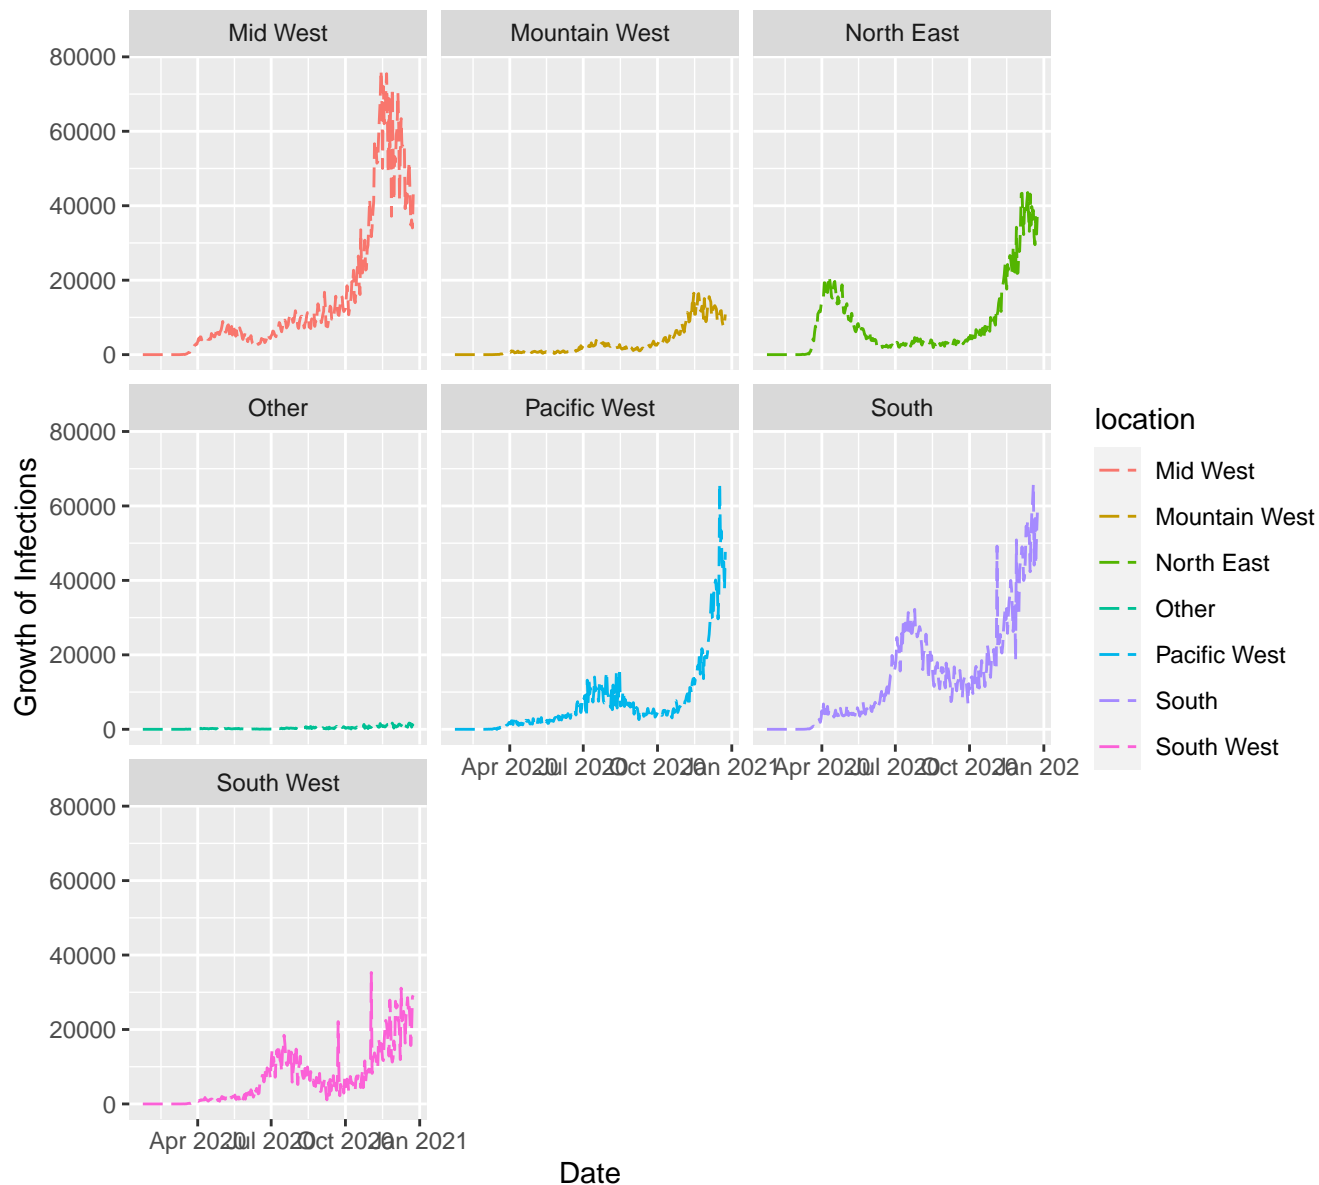 Mid West
Mountain West
North East
80000
60000
40000
20000
0
Other
Pacific West
South
80000
60000
40000
20000
0
Apr 2020 Jul 2020 Oct 2020 Jan 2021
Apr 2020 Jul 2020 Oct 2020 Jan 202
South West
80000
60000
40000
20000
0
Apr 2020 Jul 2020 Oct 2020 Jan 2021
Growth of Infections
Date
location
Mid West
Mountain West
North East
Other
Pacific West
South
South West